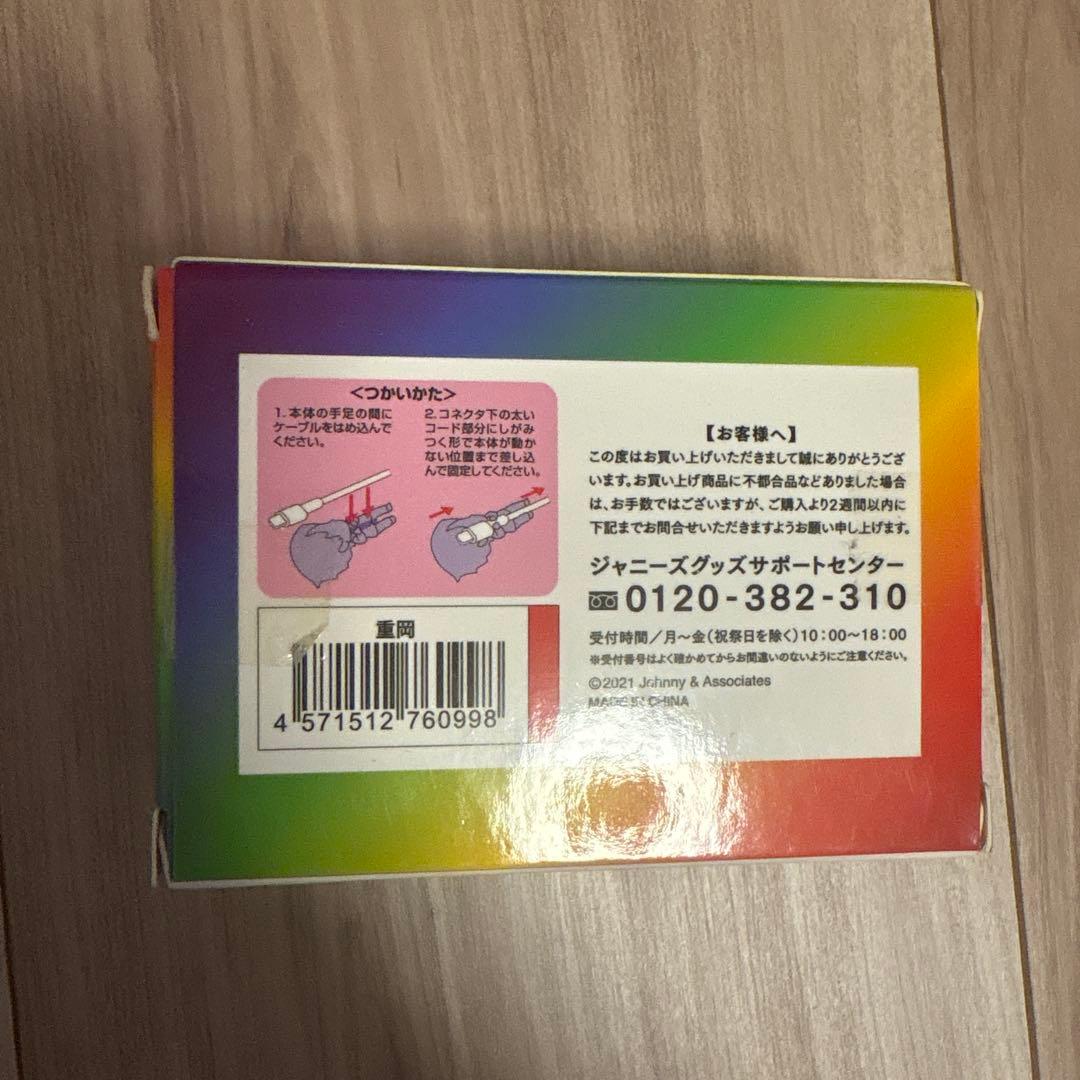 <つかいかた>
1.本体の手足の間に
ケーブルをはめ込んで
ください。
2.コネクタ下の太い
コード部分にしがみ
つく形で本体が動か
ない位置まで差し込
んで固定してください。
重岡
4 571512 760998
【お客様へ】
この度はお買い上げいただきまして誠にありがとうござ
います。お買い上げ商品に不都合品などありました場合
は、お手数ではございますが、ご購入より2週間以内に
下記までお問合せいただきますようお願い申し上げます。
ジャニーズグッズサポートセンター
0120-382-310
受付時間/月〜金(祝祭日を除く)10:00〜18:00
※受付番号はよく確かめてからお間違いのないようにご注意ください。
©2021 Johnny & Associates
MADE IN CHINA